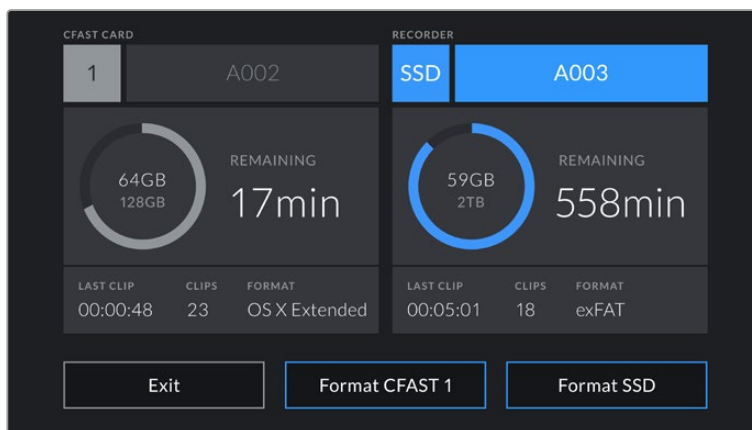 CFAST CARD
1 A002
64GB
128GB
REMAINING
17min
LAST CLIP CLIPS FORMAT
00:00:48 23 OS X Extended
RECORDER
SSD A003
59GB
2TB
REMAINING
558min
LAST CLIP CLIPS FORMAT
00:05:01 18 exFAT
Exit Format CFAST 1 Format SSD